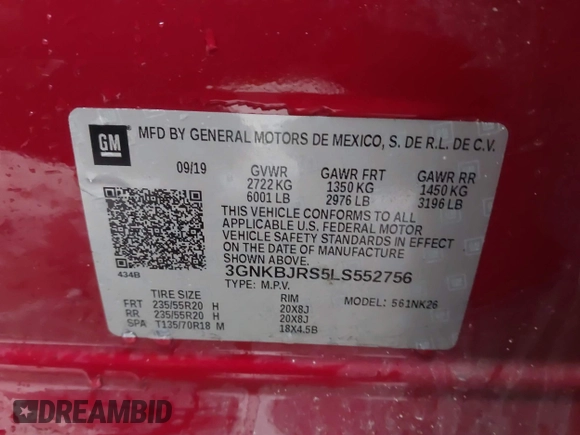 GM
MFD BY GENERAL MOTORS DE MEXICO, S. DE R.L. DE C.V.
09/19 GVWR GAWR FRT GAWR RR
2722 KG 1350 KG 1450 KG
6001 LB 2976 LB 3196 LB
THIS VEHICLE CONFORMS TO ALL
APPLICABLE U.S. FEDERAL MOTOR
VEHICLE SAFETY STANDARDS IN
EFFECT ON THE DATE OF MANUFACTURE
SHOWN ABOVE.
434B
3GNKBJRS5LS552756
TYPE: M.P.V.
TIRE SIZE RIM MODEL: 561NK26
FRT 235/55R20 H 20X8J
RR 235/55R20 H 20X8J
SPA T135/70R18 M 18X4.5B
DREAMBID